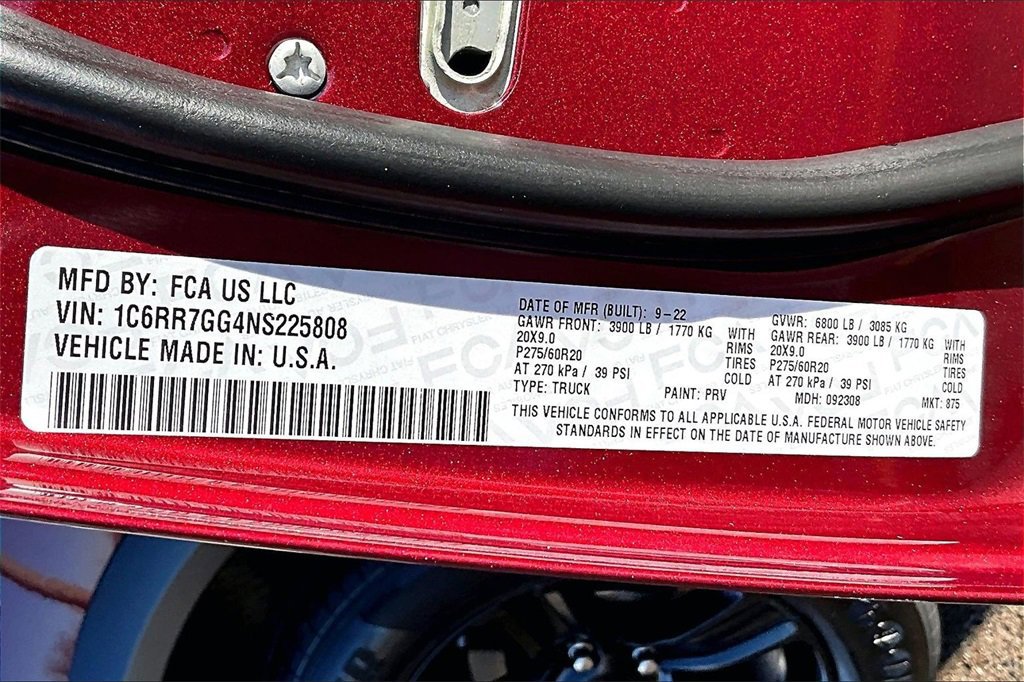 MFD BY: FCA US LLC
VIN: 1C6RR7GG4NS225808
VEHICLE MADE IN: U.S.A.
DATE OF MFR (BUILT): 9-22
GAWR FRONT: 3900 LB / 1770 KG WITH
20X9.0 RIMS
P275/60R20 TIRES
AT 270 kPa / 39 PSI COLD
TYPE: TRUCK PAINT: PRV
GVWR: 6800 LB / 3085 KG
GAWR REAR: 3900 LB / 1770 KG WITH
20X9.0 RIMS
P275/60R20 TIRES
AT 270 kPa / 39 PSI COLD
MDH: 092308 MKT: 875
THIS VEHICLE CONFORMS TO ALL APPLICABLE U.S.A. FEDERAL MOTOR VEHICLE SAFETY
STANDARDS IN EFFECT ON THE DATE OF MANUFACTURE SHOWN ABOVE.